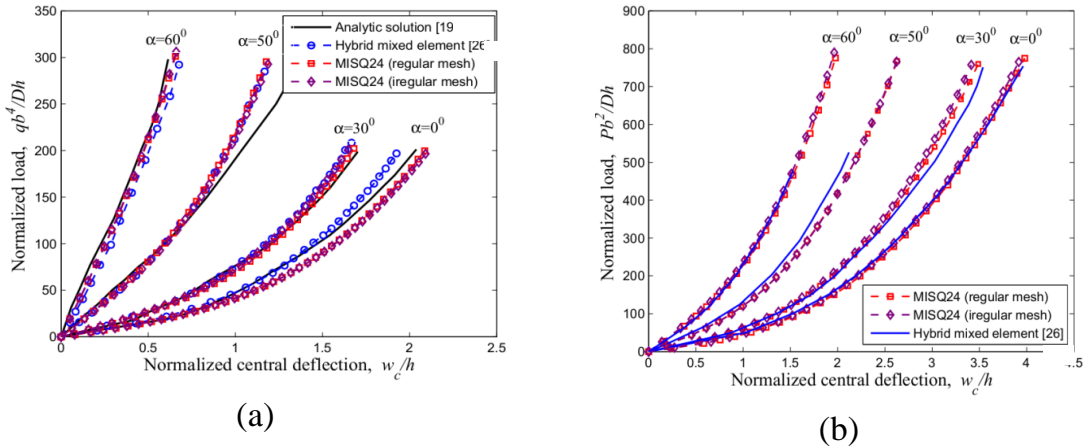 350
300
250
200
150
100
50
0
0
0.5
1
1.5
2
2.5
Normalized load, qb⁴/Dh
Normalized central deflection, w_c/h
α=60⁰
α=50⁰
α=30⁰
α=0⁰
Analytic solution [19
Hybrid mixed element [26
MISQ24 (regular mesh)
MISQ24 (iregular mesh)
(a)
900
800
700
600
500
400
300
200
100
0
0
0.5
1
1.5
2
2.5
3
3.5
4
.5
Normalized load, Pb²/Dh
Normalized central deflection, w_c/h
α=60⁰
α=50⁰
α=30⁰
α=0⁰
MISQ24 (regular mesh)
MISQ24 (iregular mesh)
Hybrid mixed element [26]
(b)